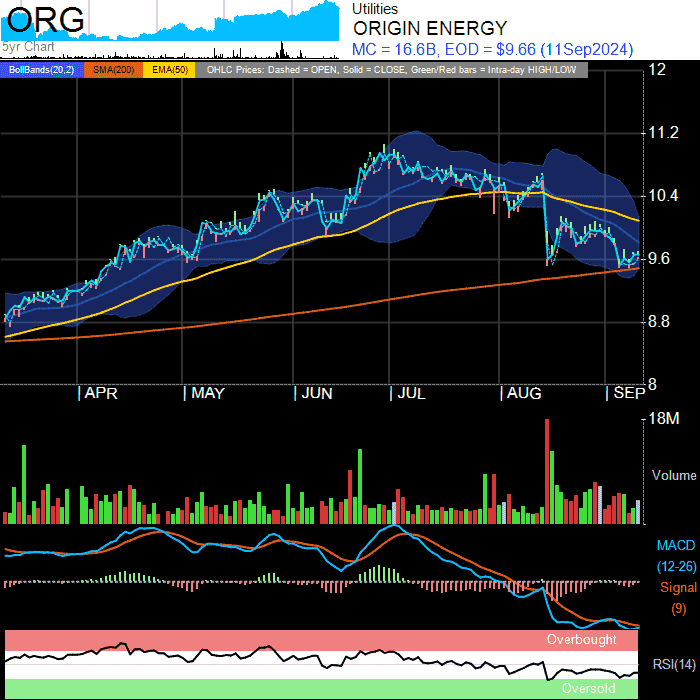 ORG
5yr Chart
Utilities
ORIGIN ENERGY
MC = 16.6B, EOD = $9.66 (11Sep2024)
BollBands(20,2) SMA(200) EMA(50) OHLC Prices: Dashed = OPEN, Solid = CLOSE, Green/Red bars = Intra-day HIGH/LOW
12
11.2
10.4
9.6
8.8
8
APR MAY JUN JUL AUG SEP
18M
Volume
MACD
(12-26)
Signal
(9)
Overbought
RSI(14)
Oversold